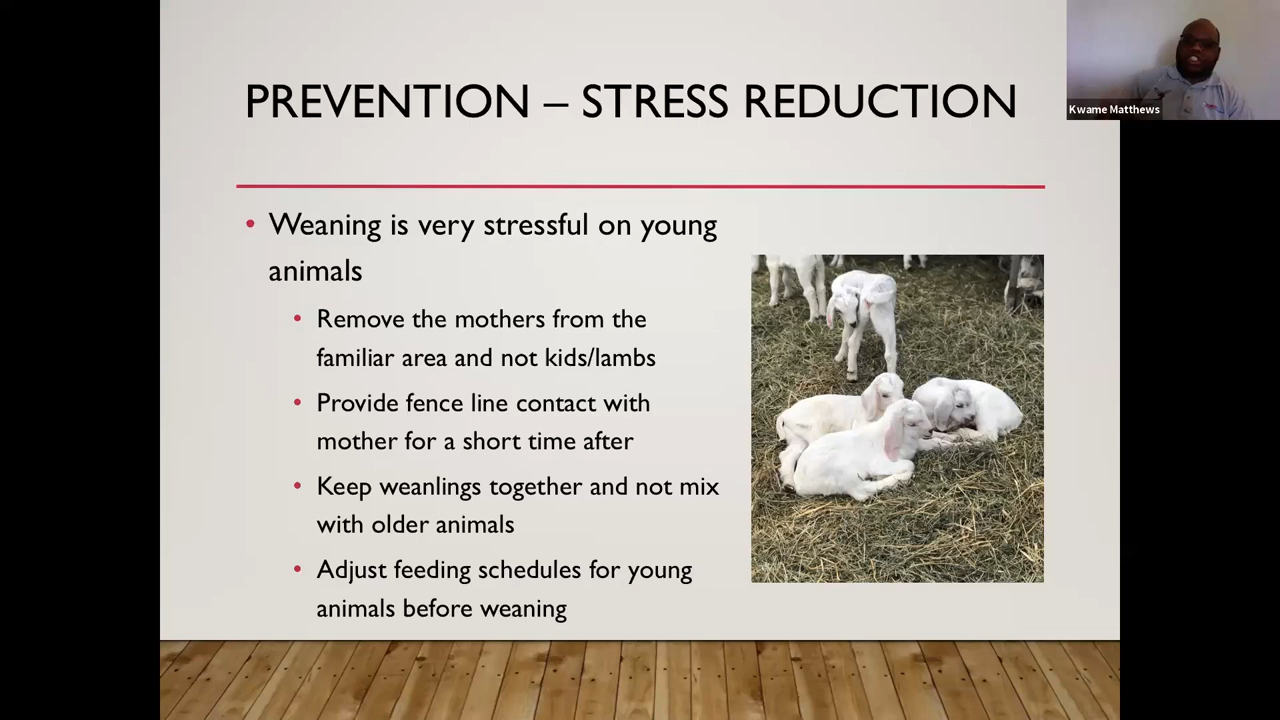 PREVENTION – STRESS REDUCTION
Kwame Matthews
• Weaning is very stressful on young
animals
• Remove the mothers from the
familiar area and not kids/lambs
• Provide fence line contact with
mother for a short time after
• Keep weanlings together and not mix
with older animals
• Adjust feeding schedules for young
animals before weaning